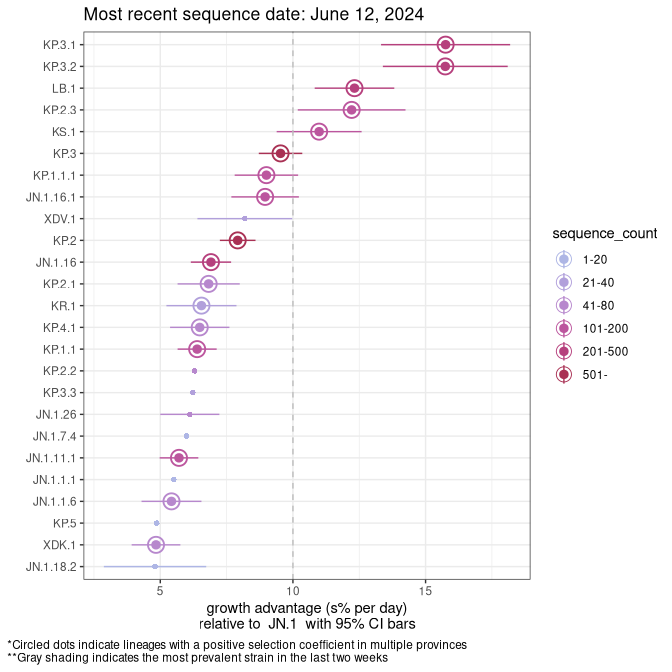 Most recent sequence date: June 12, 2024
KP.3.1
KP.3.2
LB.1
KP.2.3
KS.1
KP.3
KP.1.1.1
JN.1.16.1
XDV.1
KP.2
JN.1.16
KP.2.1
KR.1
KP.4.1
KP.1.1
KP.2.2
KP.3.3
JN.1.26
JN.1.7.4
JN.1.11.1
JN.1.1.1
JN.1.1.6
KP.5
XDK.1
JN.1.18.2
5 10 15
growth advantage (s% per day)
relative to JN.1 with 95% CI bars
sequence_count
1-20
21-40
41-80
101-200
201-500
501-
*Circled dots indicate lineages with a positive selection coefficient in multiple provinces
**Gray shading indicates the most prevalent strain in the last two weeks